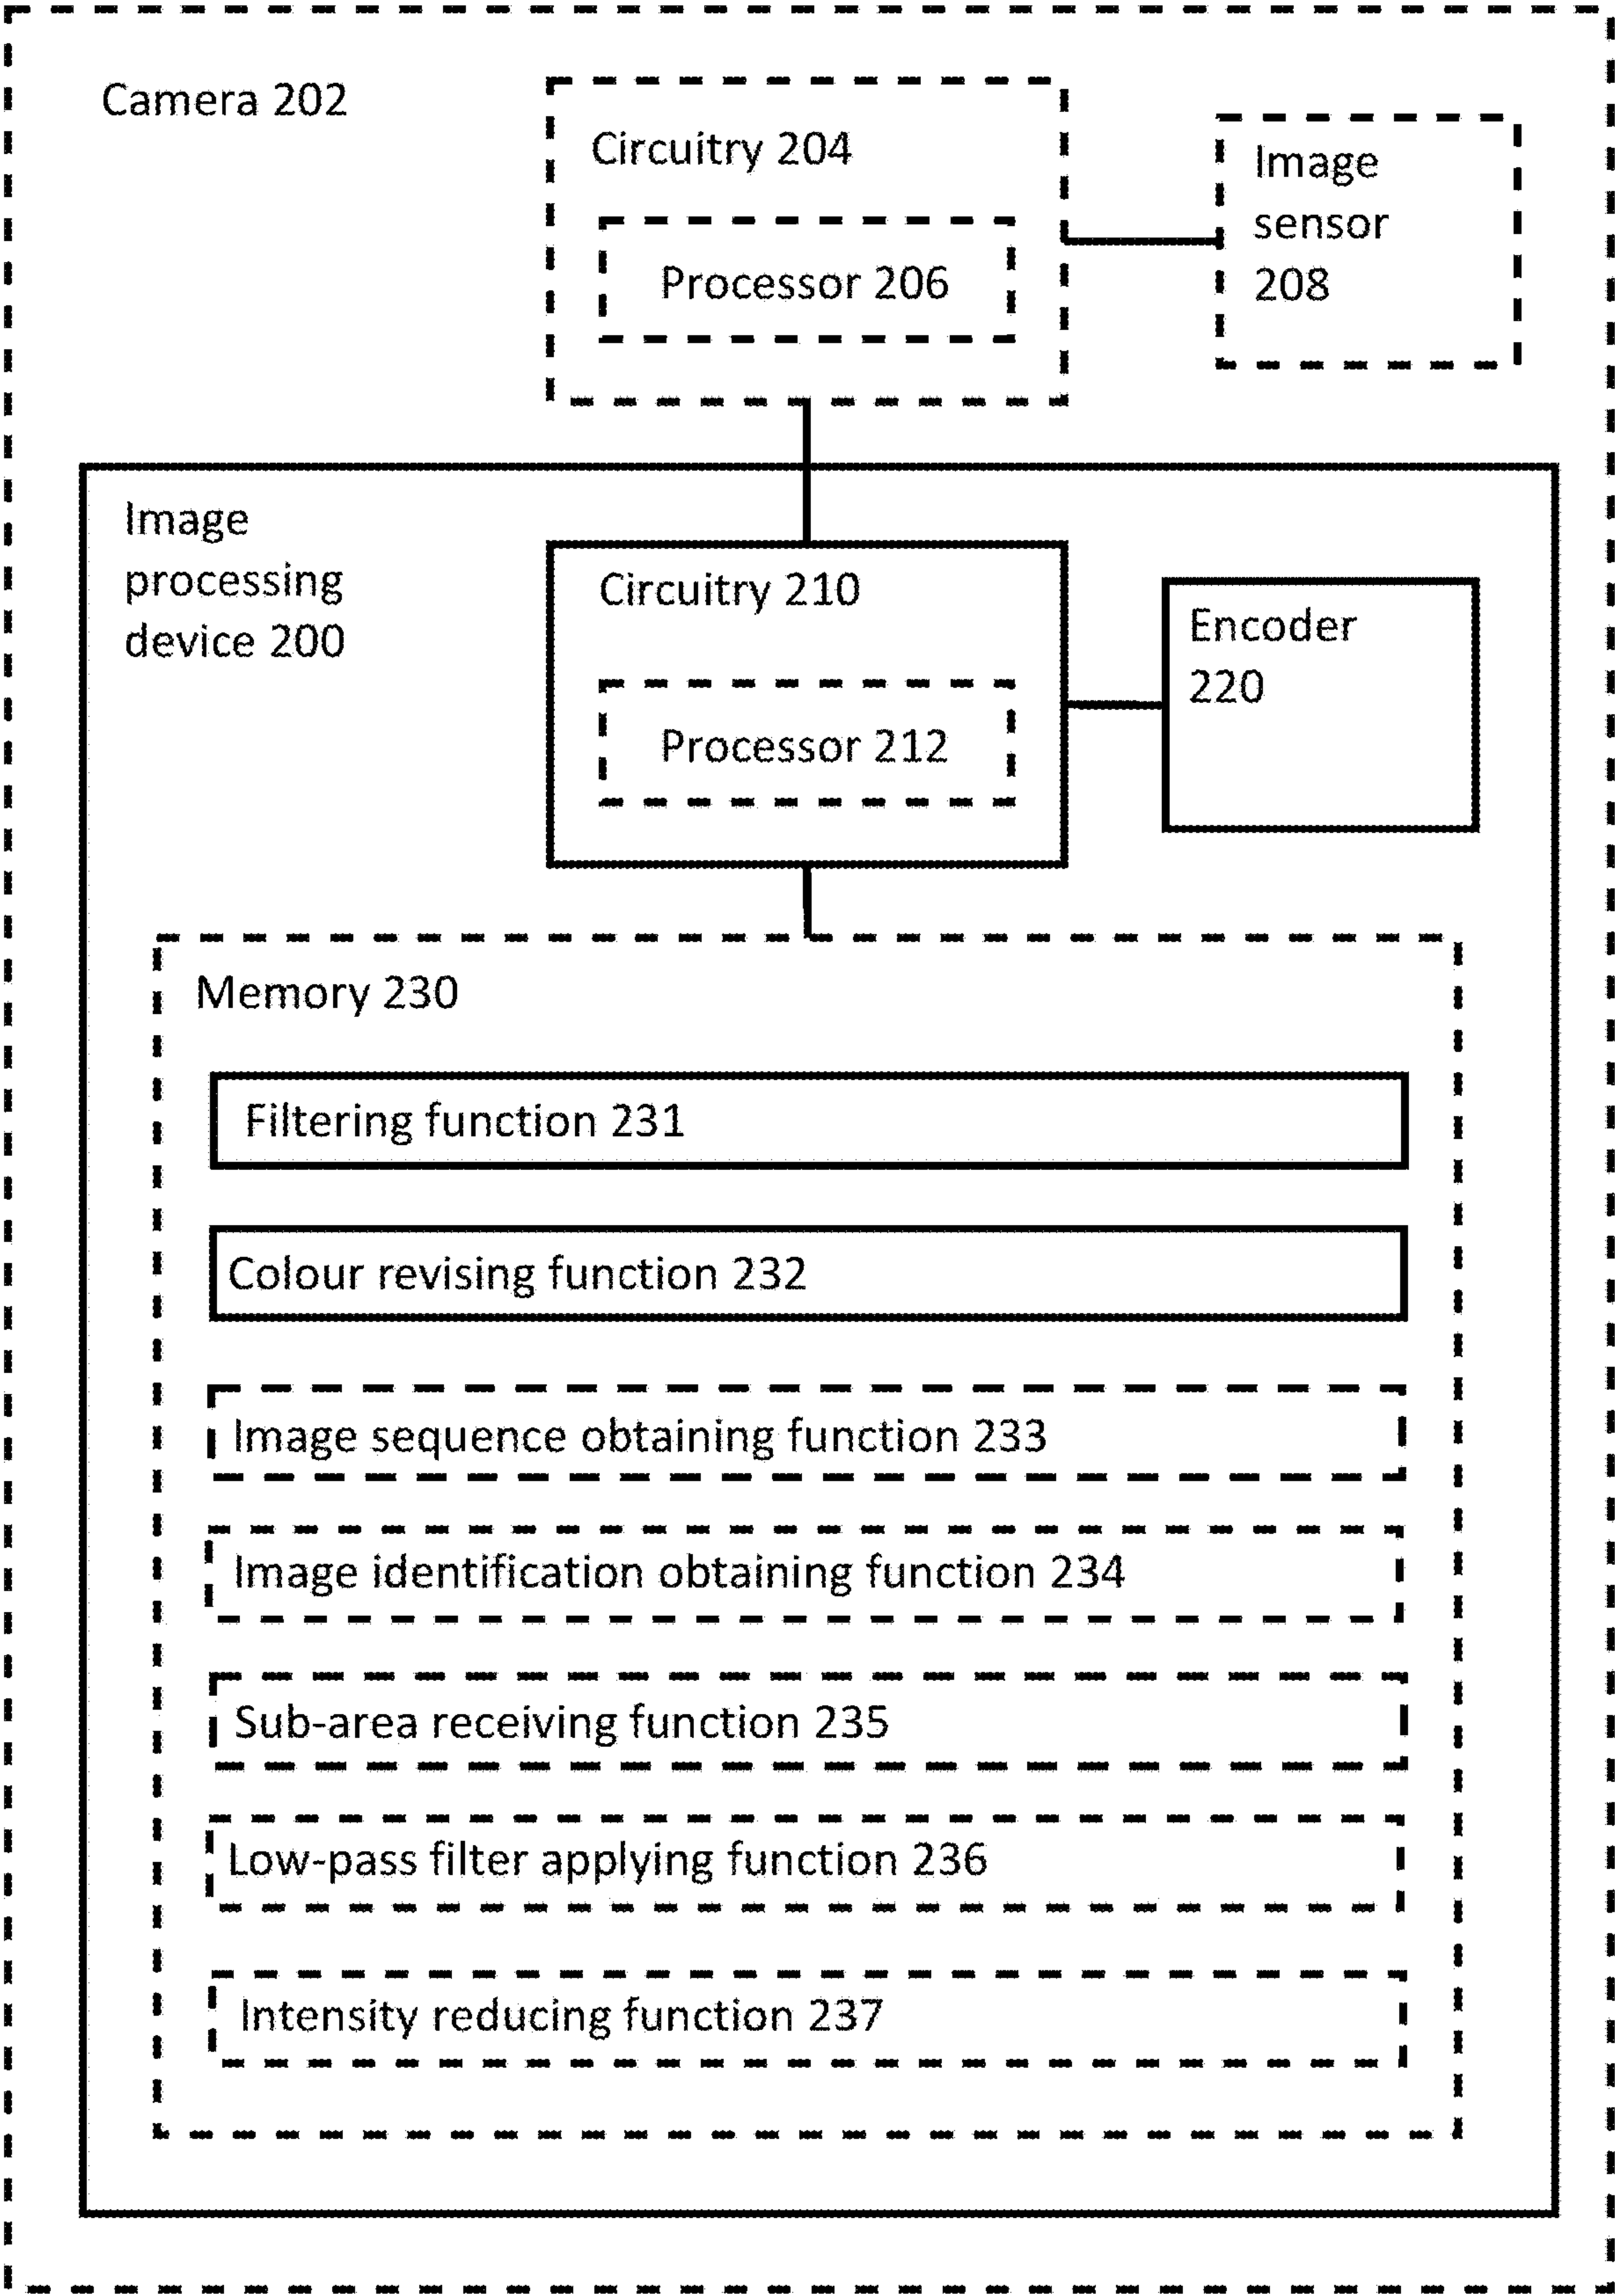 Camera 202
Circuitry 204
Processor 206
Image
sensor
208
Image
processing
device 200
Circuitry 210
Processor 212
Encoder
220
Memory 230
Filtering function 231
Colour revising function 232
Image sequence obtaining function 233
Image identification obtaining function 234
Sub-area receiving function 235
Low-pass filter applying function 236
Intensity reducing function 237